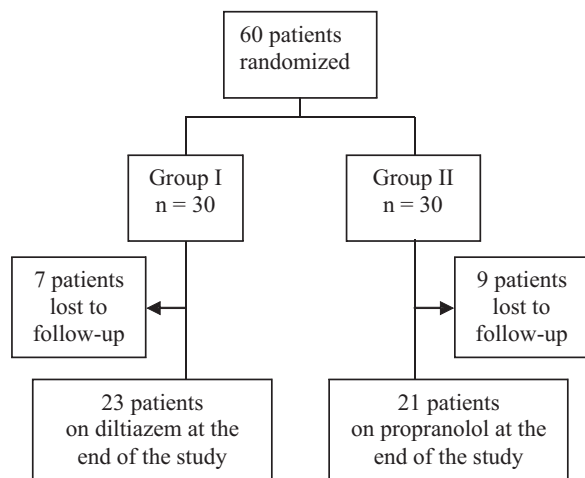 60 patients
randomized
Group I
n = 30
Group II
n = 30
7 patients
lost to
follow-up
9 patients
lost to
follow-up
23 patients
on diltiazem at the
end of the study
21 patients
on propranolol at the
end of the study